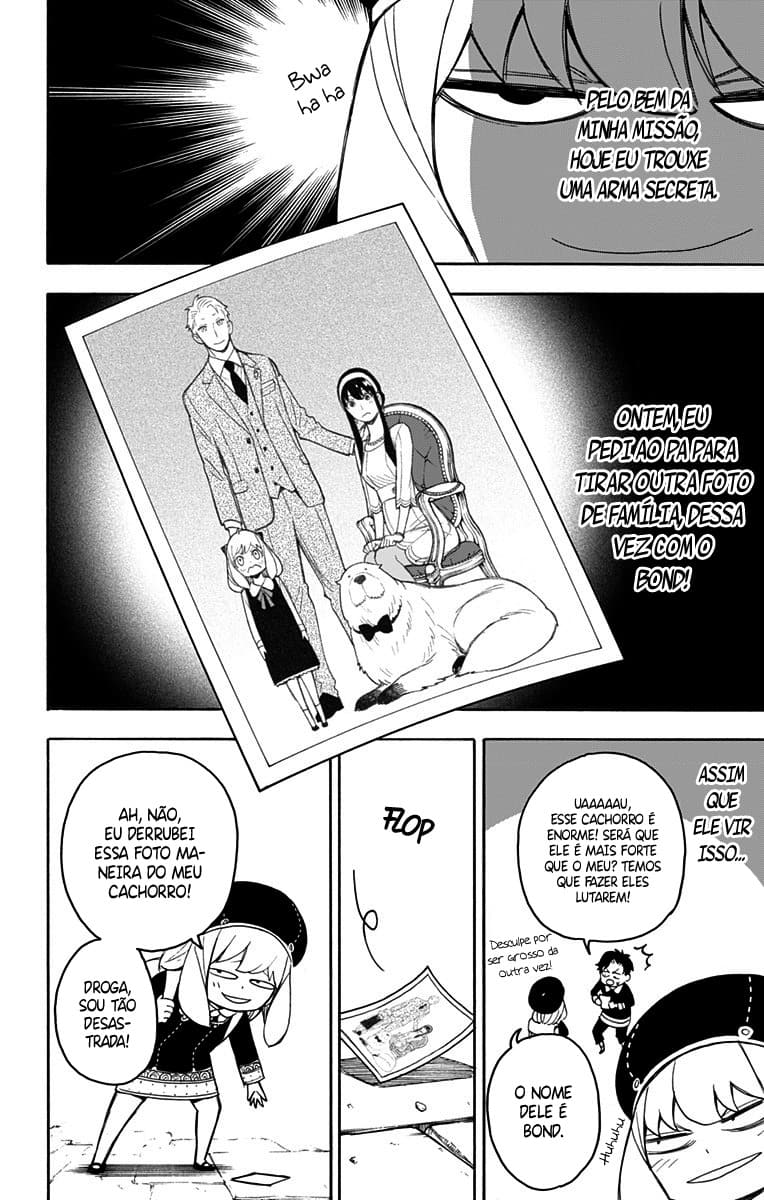 PELO BEM DA
MINHA MISSÃO,
HOJE EU TROUXE
UMA ARMA SECRETA.
Bwa
ha ha
ONTEM, EU
PEDI AO PA PARA
TIRAR OUTRA FOTO
DE FAMÍLIA, DESSA
VEZ COM O
BOND!
ASSIM
QUE
ELE VIR
ISSO...
UAAAAAU,
ESSE CACHORRO É
ENORME! SERÁ QUE
ELE É MAIS FORTE
QUE O MEU? TEMOS
QUE FAZER ELES
LUTAREM!
Desculpe por
ser grosso da
outra vez!
O NOME
DELE É
BOND.
Huhuhu
FLOP
AH, NÃO,
EU DERRUBEI
ESSA FOTO MA-
NEIRA DO MEU
CACHORRO!
DROGA,
SOU TÃO
DESAS-
TRADA!